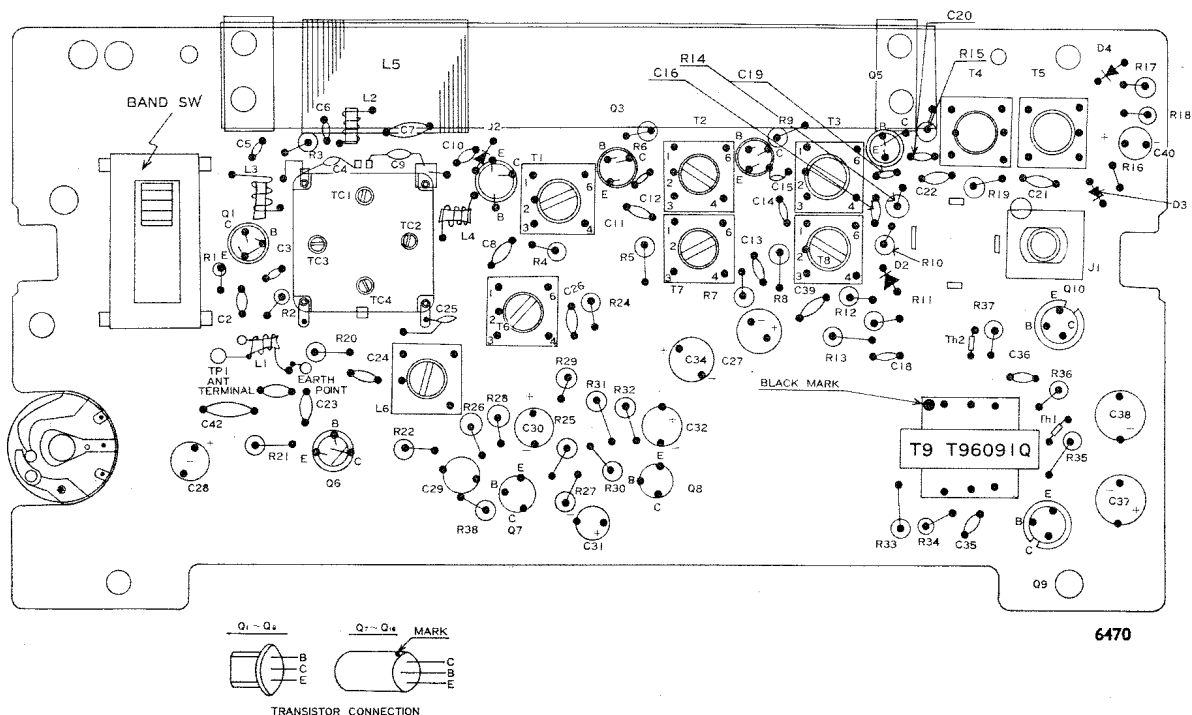 C20
R14
R15
L5
C16
C19
Q5
T4
T5
D4
R17
BAND SW
C6
L2
Q3
J2
C7
R6
T2
R9
T3
R18
C5
R3
C4
C9
C10
T1
C40
R16
L3
TC1
C12
C15
C22
R19
C21
D3
Q1
TC2
L4
C11
C14
R1
C3
TC3
C8
R4
R5
C13
T8
D2
R10
J1
TC4
T7
R7
R8
C39
R11
Q10
C2
R2
C25
T6
C26
R24
R12
R37
Th2
L1
R20
C24
C34
C27
R13
C18
C36
TP1
ANT
TERMINAL
EARTH
POINT
R29
R31
R32
BLACK MARK
R36
C42
C23
L6
R26
R28
R25
C30
C32
Th1
C38
T9 T96091Q
R35
R21
R22
C28
Q6
C29
R27
R30
Q8
C37
R38
Q7
C31
R33
R34
C35
Q9
6470
Q1~Q6
Q7~Q10
MARK
B
C
E
C
B
E
TRANSISTOR CONNECTION